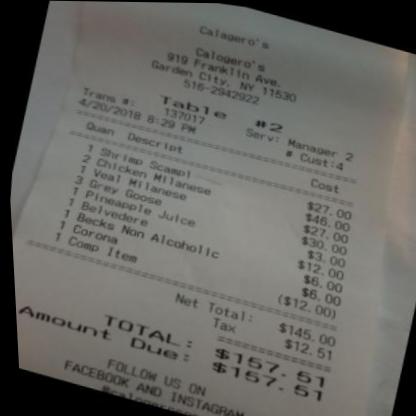 Calagero's
Calogero's
919 Franklin Ave.
Garden City, NY 11530
516-2942922
Table #2
Trans #: 137017 Serv: Manager 2
4/20/2018 8:29 PM # Cust:4
Quan Descript Cost
1 Shrimp Scampi $27.00
2 Chicken Milanese $46.00
1 Veal Milanese $27.00
3 Grey Goose $30.00
1 Pineapple Juice $3.00
1 Belvedere $12.00
1 Becks Non Alcoholic $6.00
1 Corona $6.00
1 Comp Item ($12.00)
Net Total: $145.00
Tax $12.51
TOTAL: $157.51
Amount Due: $157.51
FOLLOW US ON
FACEBOOK AND INSTAGRAM